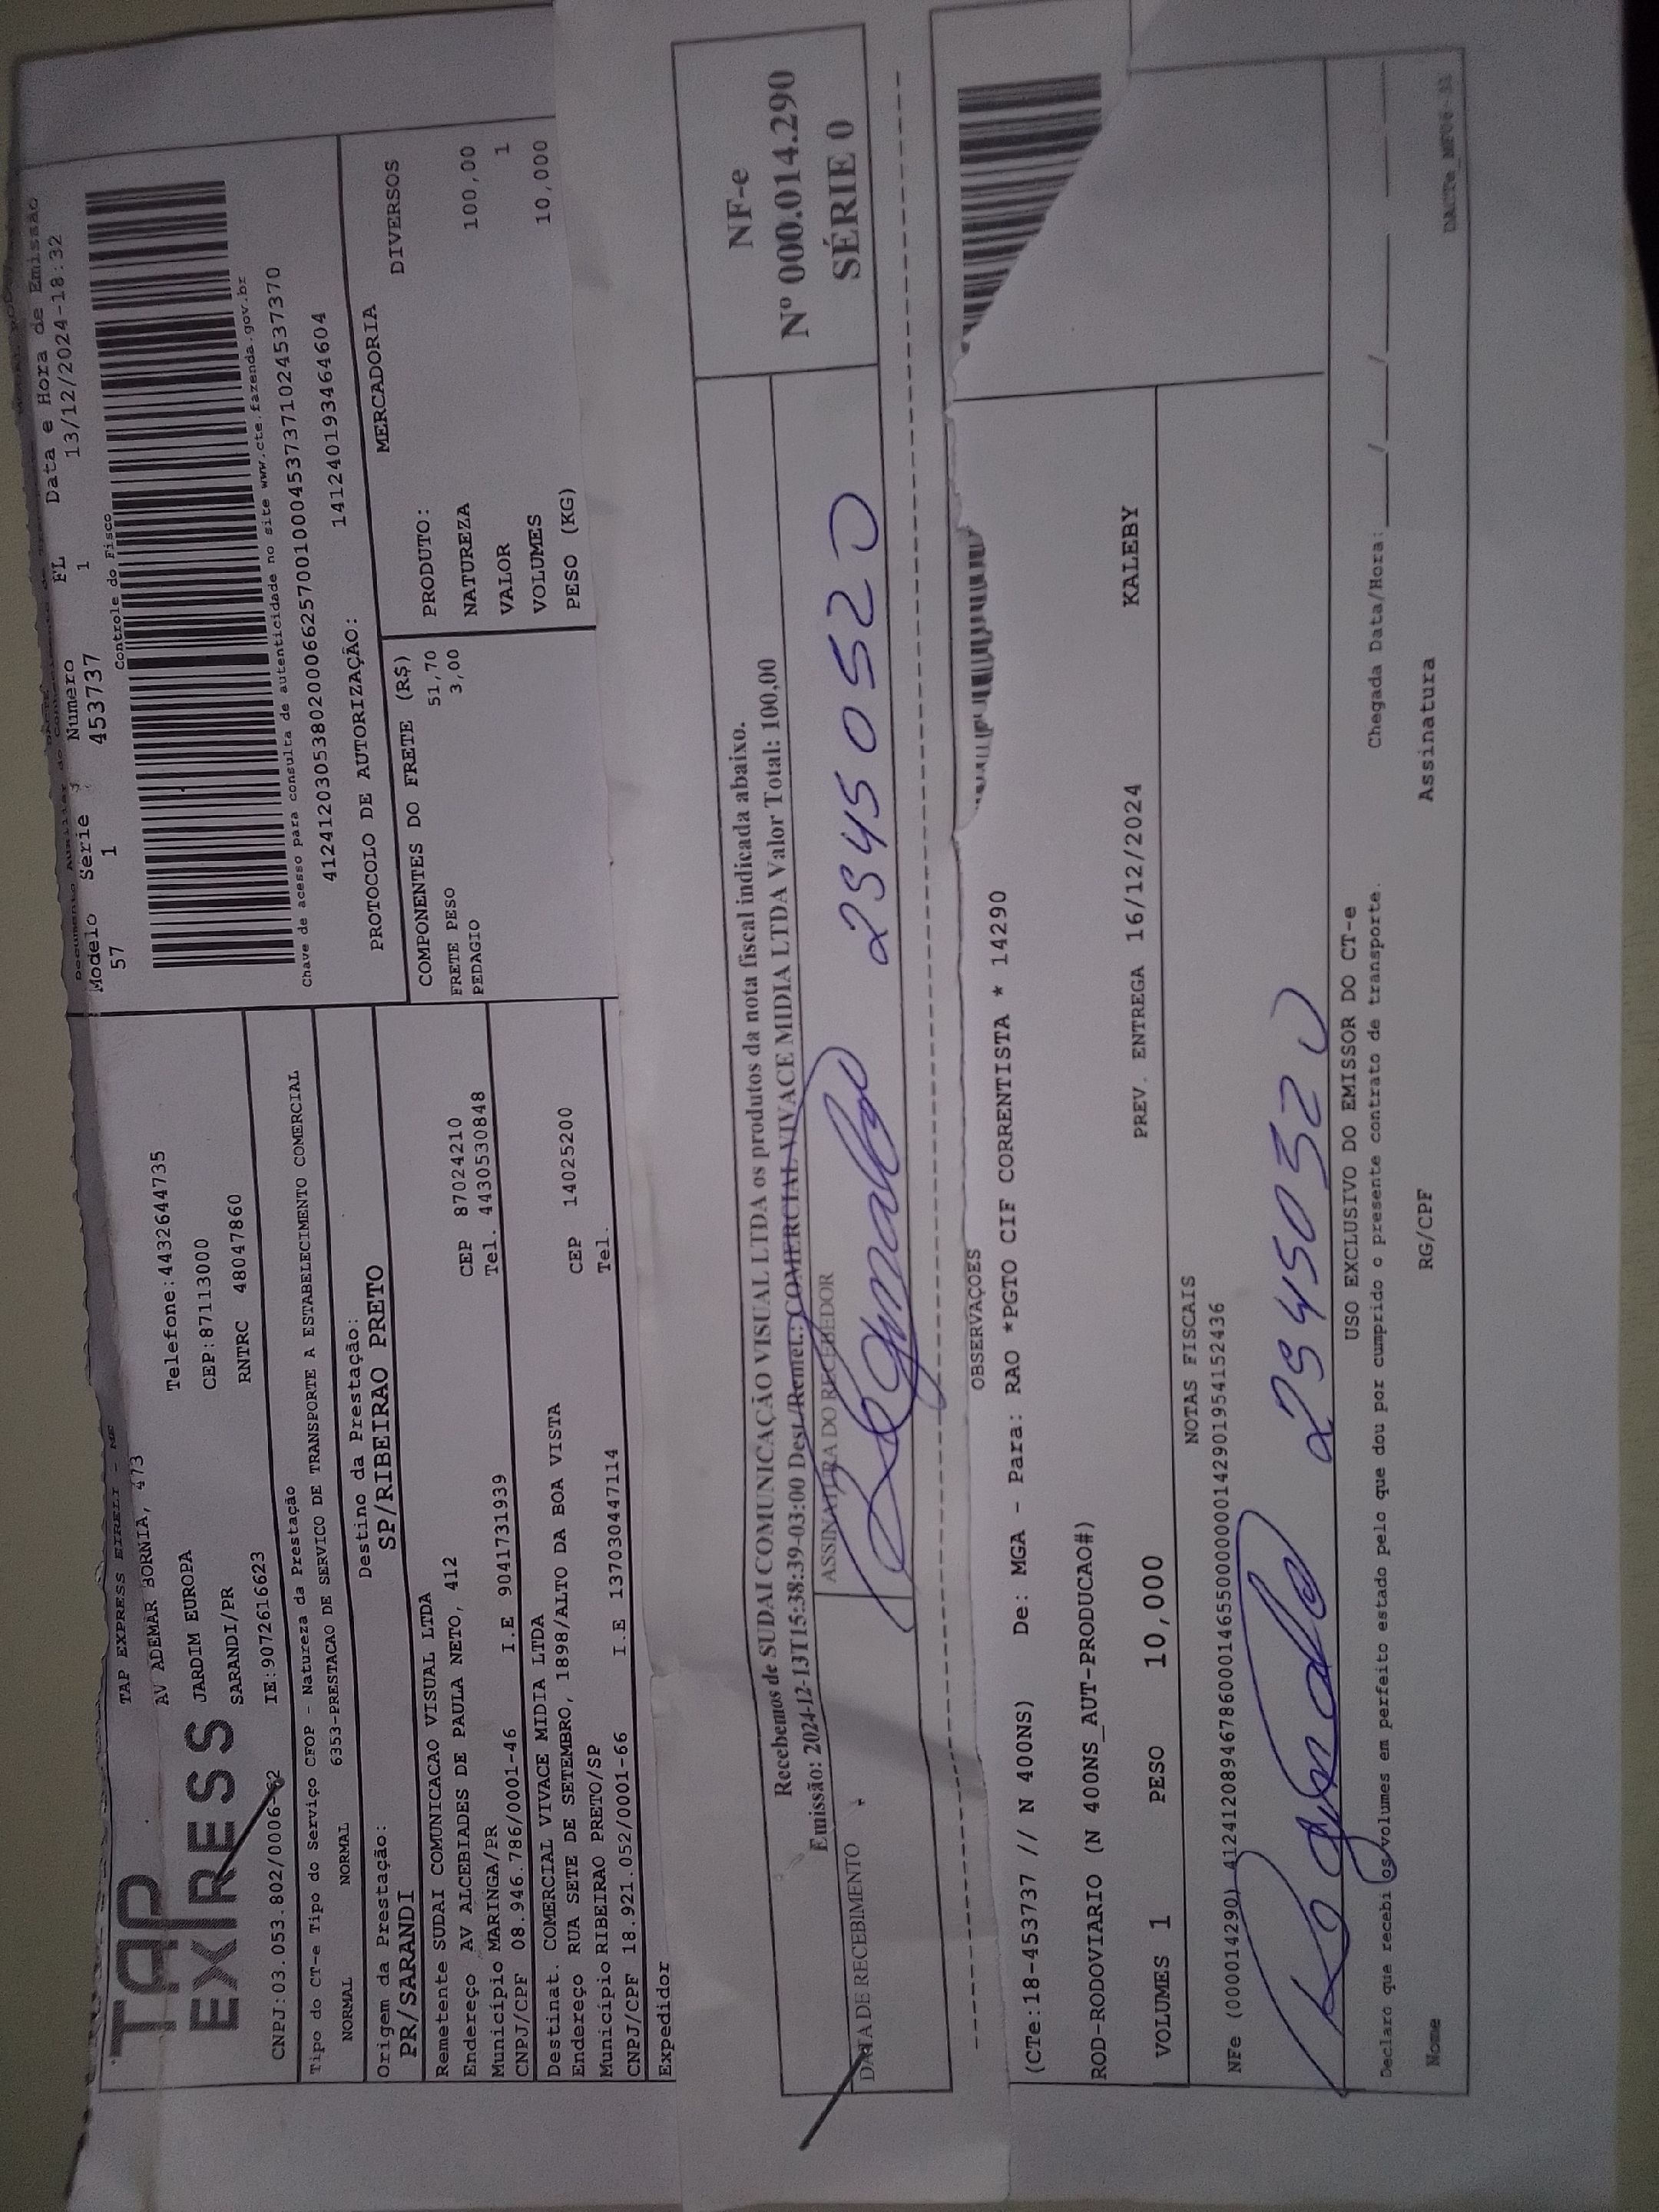 TAP
EXPRESS
TAP EXPRESS EIRELI - ME
AV ADEMAR BORNIA, 473
JARDIM EUROPA
SARANDI/PR
Telefone:4432644735
CEP:87113000
RNTRC 48047860
CNPJ:03.053.802/0006-62 IE:9072616623
Modelo Série Numero FL Data e Hora de Emissão
57 1 453737 1 13/12/2024-18:32
Controle do Fisco
Chave de acesso para consulta de autenticidade no site www.cte.fazenda.gov.br
41241203053802000662570010004537371024537370
PROTOCOLO DE AUTORIZAÇÃO: 141240193464604
Tipo do CT-e Tipo do Serviço CFOP - Natureza da Prestação
NORMAL NORMAL 6353-PRESTACAO DE SERVICO DE TRANSPORTE A ESTABELECIMENTO COMERCIAL
Origem da Prestação: Destino da Prestação:
PR/SARANDI SP/RIBEIRAO PRETO
Remetente SUDAI COMUNICACAO VISUAL LTDA
Endereço AV ALCEBIADES DE PAULA NETO, 412 CEP 87024210
Município MARINGA/PR Tel. 443053​0848
CNPJ/CPF 08.946.786/0001-46 I.E 9041731939
Destinat. COMERCIAL VIVACE MIDIA LTDA
Endereço RUA SETE DE SETEMBRO, 1898/ALTO DA BOA VISTA CEP 14025200
Município RIBEIRAO PRETO/SP Tel.
CNPJ/CPF 18.921.052/0001-66 I.E 137030447114
Expedidor
COMPONENTES DO FRETE (R$)
FRETE PESO 51,70
PEDAGIO 3,00
MERCADORIA
PRODUTO: DIVERSOS
NATUREZA
VALOR 100,00
VOLUMES 1
PESO (KG) 10,000
Recebemos de SUDAI COMUNICAÇÃO VISUAL LTDA os produtos da nota fiscal indicada abaixo.
Emissão: 2024-12-13T15:38:39-03:00 Dest/Remet.: COMERCIAL VIVACE MIDIA LTDA Valor Total: 100,00
DATA DE RECEBIMENTO ASSINATURA DO RECEBEDOR
NF-e
Nº 000.014.290
SÉRIE 0
OBSERVAÇOES
(CTe:18-453737 // N 400NS) De: MGA - Para: RAO *PGTO CIF CORRENTISTA * 14290
ROD-RODOVIARIO (N 400NS_AUT-PRODUCAO#)
VOLUMES 1 PESO 10,000 PREV. ENTREGA 16/12/2024 KALEBY
NOTAS FISCAIS
NFe (000014290) 41241208946786000146550000000142901954152436
USO EXCLUSIVO DO EMISSOR DO CT-e
Declaro que recebi os volumes em perfeito estado pelo que dou por cumprido o presente contrato de transporte. Chegada Data/Hora: ___/___/___
Nome RG/CPF Assinatura